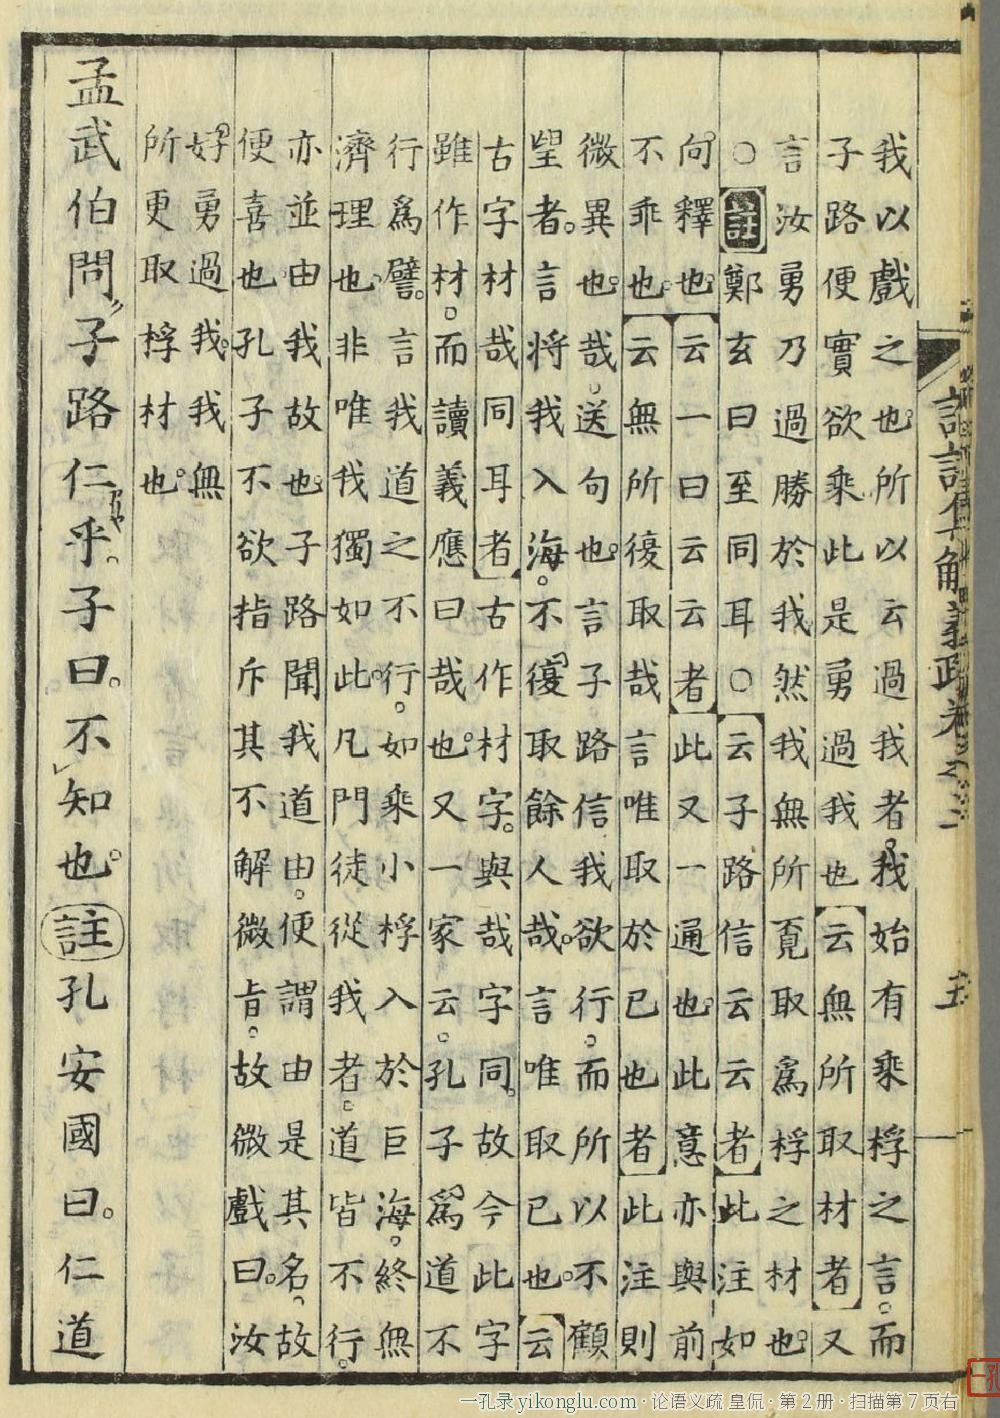 我以戲之也。所以云過我者。我始有乘桴之言。而
子路便實欲乘此是勇過我也云無所取材者又
言汝勇乃過勝於我然我無所覓取爲桴之材也。
○註鄭玄曰至同耳○云子路信云云者此注如
向釋也。云一曰云云者此又一通也。此意亦與前
不乖也。云無所復取哉言唯取於已也者此注則
微異也。哉。送句也。言子路信我欲行。而所以不顧
望者。言將我入海。不復取餘人哉。言唯取已也。云
古字材哉同耳者古作材字。與哉字同。故今此字
雖作材。而讀義應曰哉也。又一家云。孔子爲道不
行爲譬。言我道之不行。如乘小桴入於巨海。終無
濟理也。非唯我獨如此。凡門徒從我者。道皆不行。
亦並由我故也。子路聞我道由。便謂由是其名。故
便喜也。孔子不欲指斥其不解微旨。故微戲曰。汝
好勇過我。我無
所更取桴材也。
孟武伯問子路仁乎。子曰。不知也。註孔安國曰。仁道
一孔录 yikonglu.com · 论语义疏 皇侃 · 第 2 册 · 扫描第 7 页右